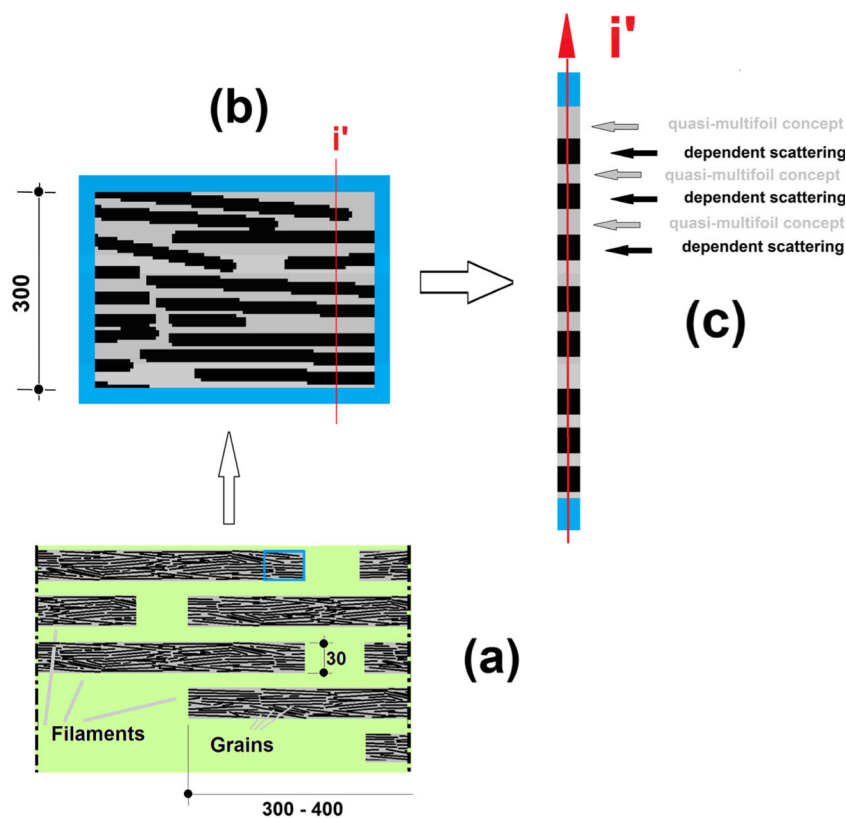 i'
(b)
i'
quasi-multifoil concept
dependent scattering
quasi-multifoil concept
dependent scattering
quasi-multifoil concept
dependent scattering
300
(c)
(a)
30
Filaments
Grains
300 - 400